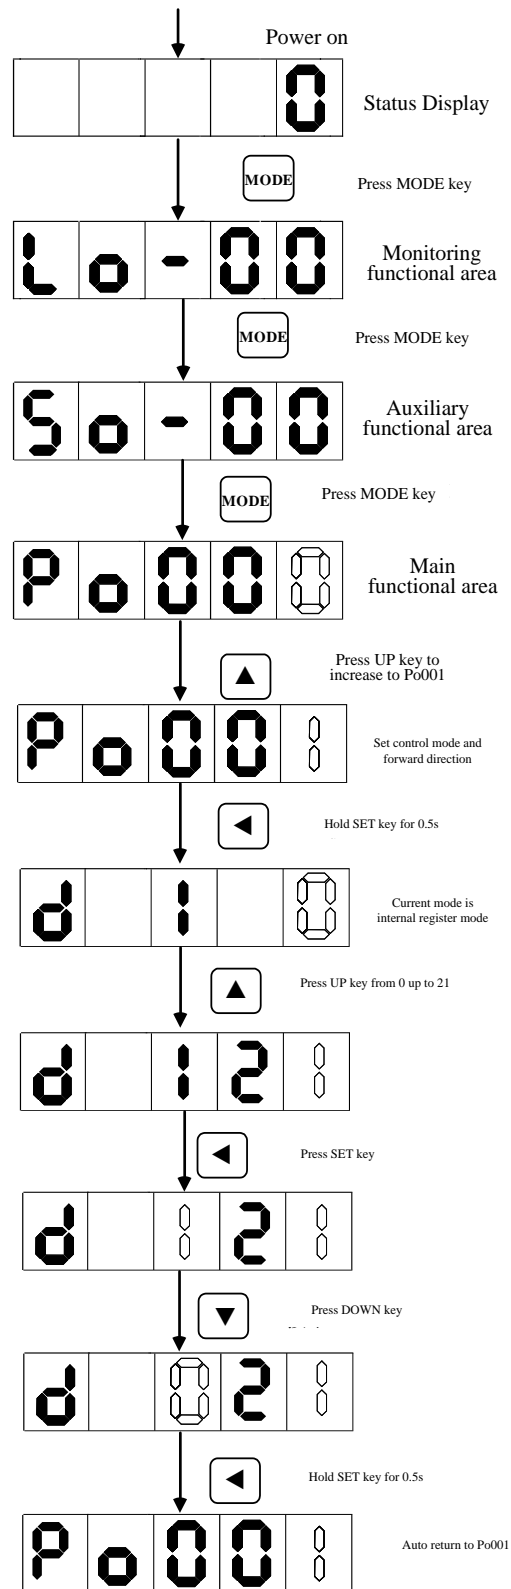 Power on
0
Status Display
MODE
Press MODE key
Lo-00
Monitoring
functional area
MODE
Press MODE key
So-00
Auxiliary
functional area
MODE
Press MODE key
Po000
Main
functional area
Press UP key to
increase to Po001
Po001
Set control mode and
forward direction
Hold SET key for 0.5s
d 1 0
Current mode is
internal register mode
Press UP key from 0 up to 21
d 121
Press SET key
d 121
Press DOWN key
d 021
Hold SET key for 0.5s
Po001
Auto return to Po001